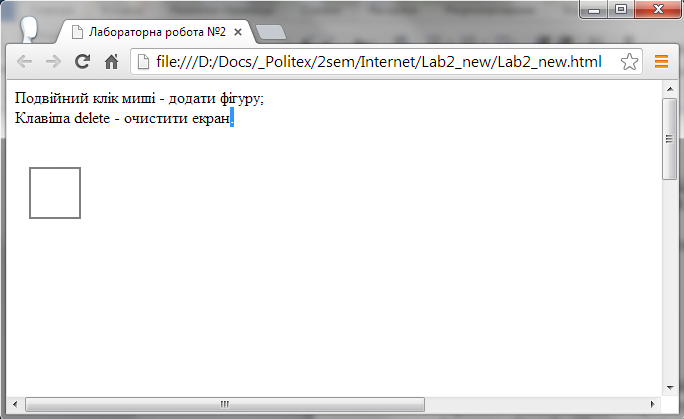 Лабораторна робота №2
file:///D:/Docs/_Politex/2sem/Internet/Lab2_new/Lab2_new.html
Подвійний клік миші - додати фігуру;
Клавіша delete - очистити екран.